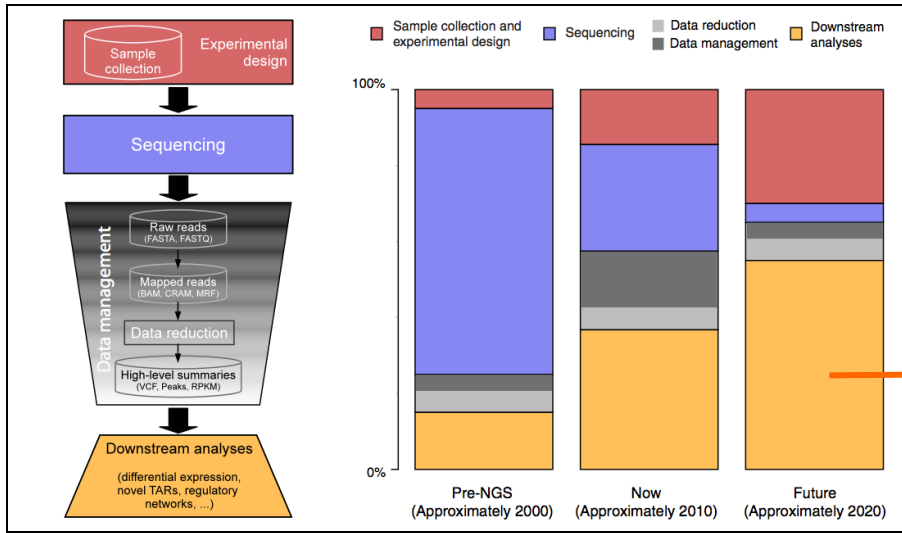 Sample
collection
Experimental
design
Sequencing
Data management
Raw reads
(FASTA, FASTQ)
Mapped reads
(BAM, CRAM, MRF)
Data reduction
High-level summaries
(VCF, Peaks, RPKM)
Downstream analyses
(differential expression,
novel TARs, regulatory
networks, ...)
Sample collection and
experimental design
Sequencing
Data reduction
Data management
Downstream
analyses
100%
0%
Pre-NGS
(Approximately 2000)
Now
(Approximately 2010)
Future
(Approximately 2020)